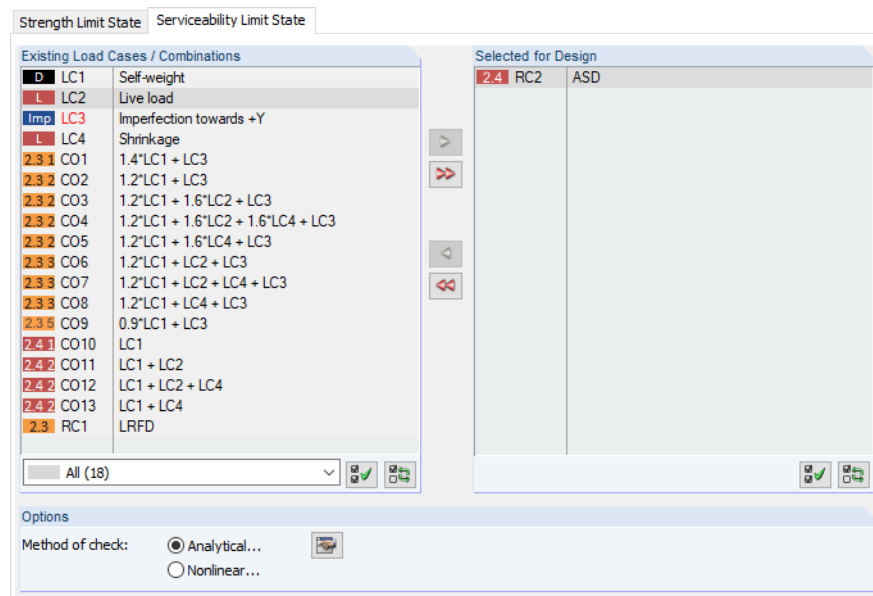 Strength Limit State Serviceability Limit State
Existing Load Cases / Combinations Selected for Design
D LC1 Self-weight 2.4 RC2 ASD
L LC2 Live load
Imp LC3 Imperfection towards +Y
L LC4 Shrinkage
2.3 1 CO1 1.4*LC1 + LC3
2.3 2 CO2 1.2*LC1 + LC3
2.3 2 CO3 1.2*LC1 + 1.6*LC2 + LC3
2.3 2 CO4 1.2*LC1 + 1.6*LC2 + 1.6*LC4 + LC3
2.3 2 CO5 1.2*LC1 + 1.6*LC4 + LC3
2.3 3 CO6 1.2*LC1 + LC2 + LC3
2.3 3 CO7 1.2*LC1 + LC2 + LC4 + LC3
2.3 3 CO8 1.2*LC1 + LC4 + LC3
2.3 5 CO9 0.9*LC1 + LC3
2.4 1 CO10 LC1
2.4 2 CO11 LC1 + LC2
2.4 2 CO12 LC1 + LC2 + LC4
2.4 2 CO13 LC1 + LC4
2.3 RC1 LRFD
All (18)
Options
Method of check: Analytical...
Nonlinear...